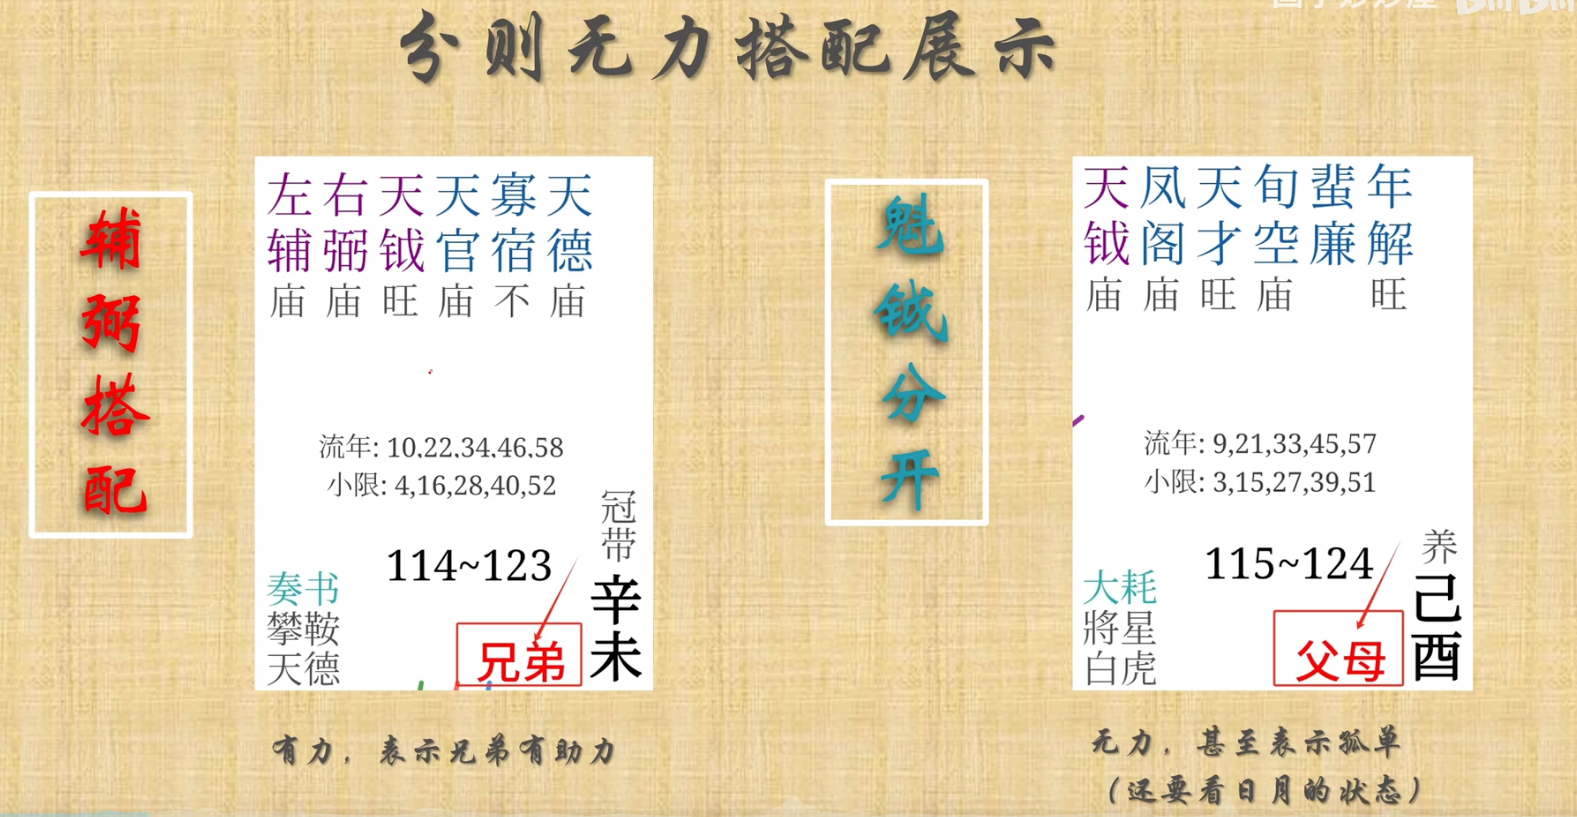 分则无力搭配展示
辅弼搭配
左辅 右弼 天钺 天官 寡宿 天德
庙 庙 旺 庙 不 庙
流年: 10,22,34,46,58
小限: 4,16,28,40,52
冠带
114~123
奏书
攀鞍
天德
兄弟
辛未
有力，表示兄弟有助力
魁钺分开
天钺 凤阁 天才 旬空 蜚廉 年解
庙 庙 旺 庙 旺
流年: 9,21,33,45,57
小限: 3,15,27,39,51
养
115~124
大耗
將星
白虎
父母
己酉
无力，甚至表示孤单
（还要看日月的状态）